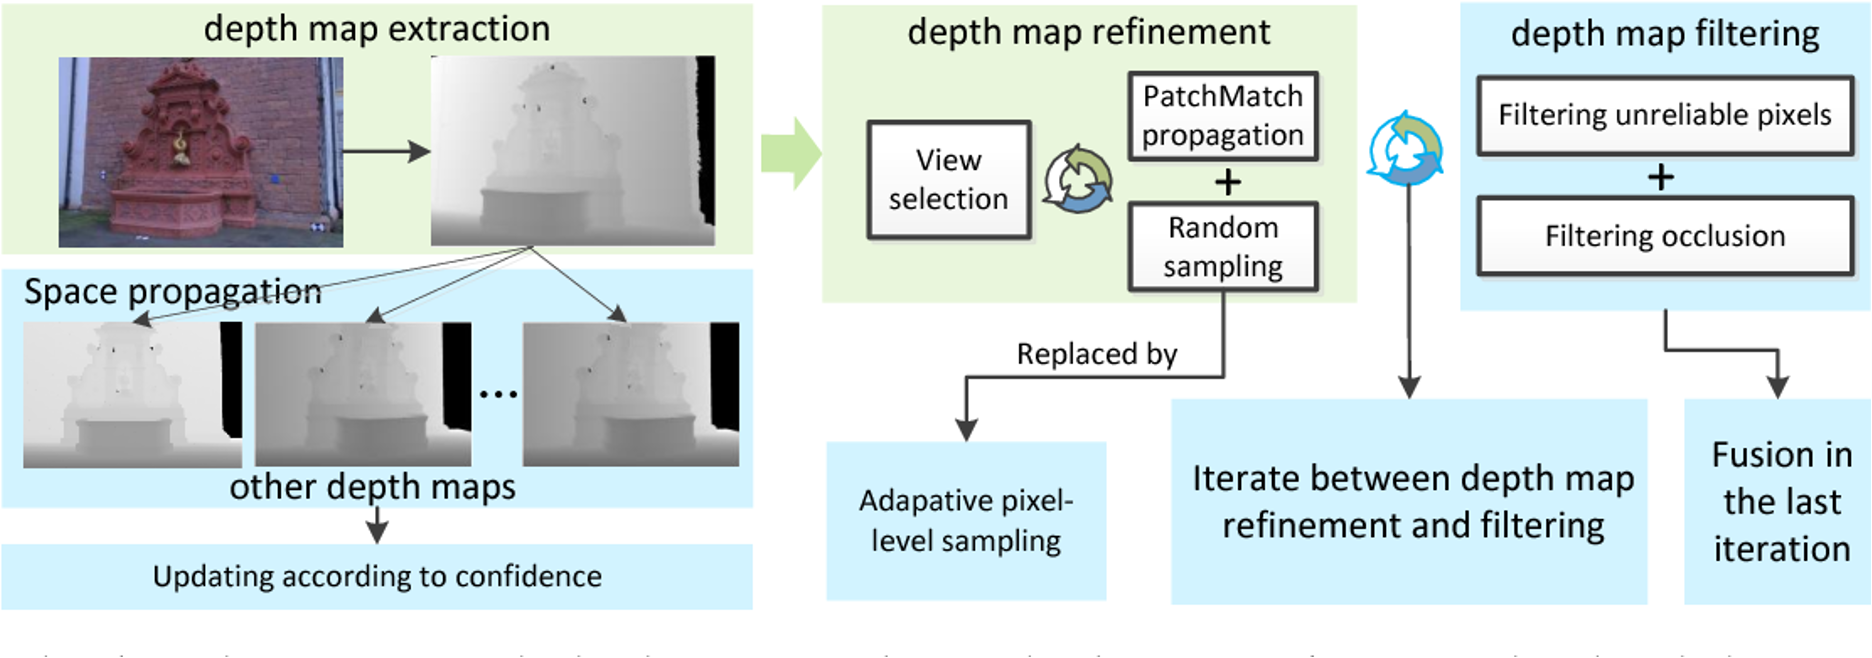 depth map extraction
Space propagation
other depth maps
Updating according to confidence
depth map refinement
View
selection
PatchMatch
propagation
+
Random
sampling
Replaced by
Adapative pixel-
level sampling
Iterate between depth map
refinement and filtering
depth map filtering
Filtering unreliable pixels
+
Filtering occlusion
Fusion in
the last
iteration